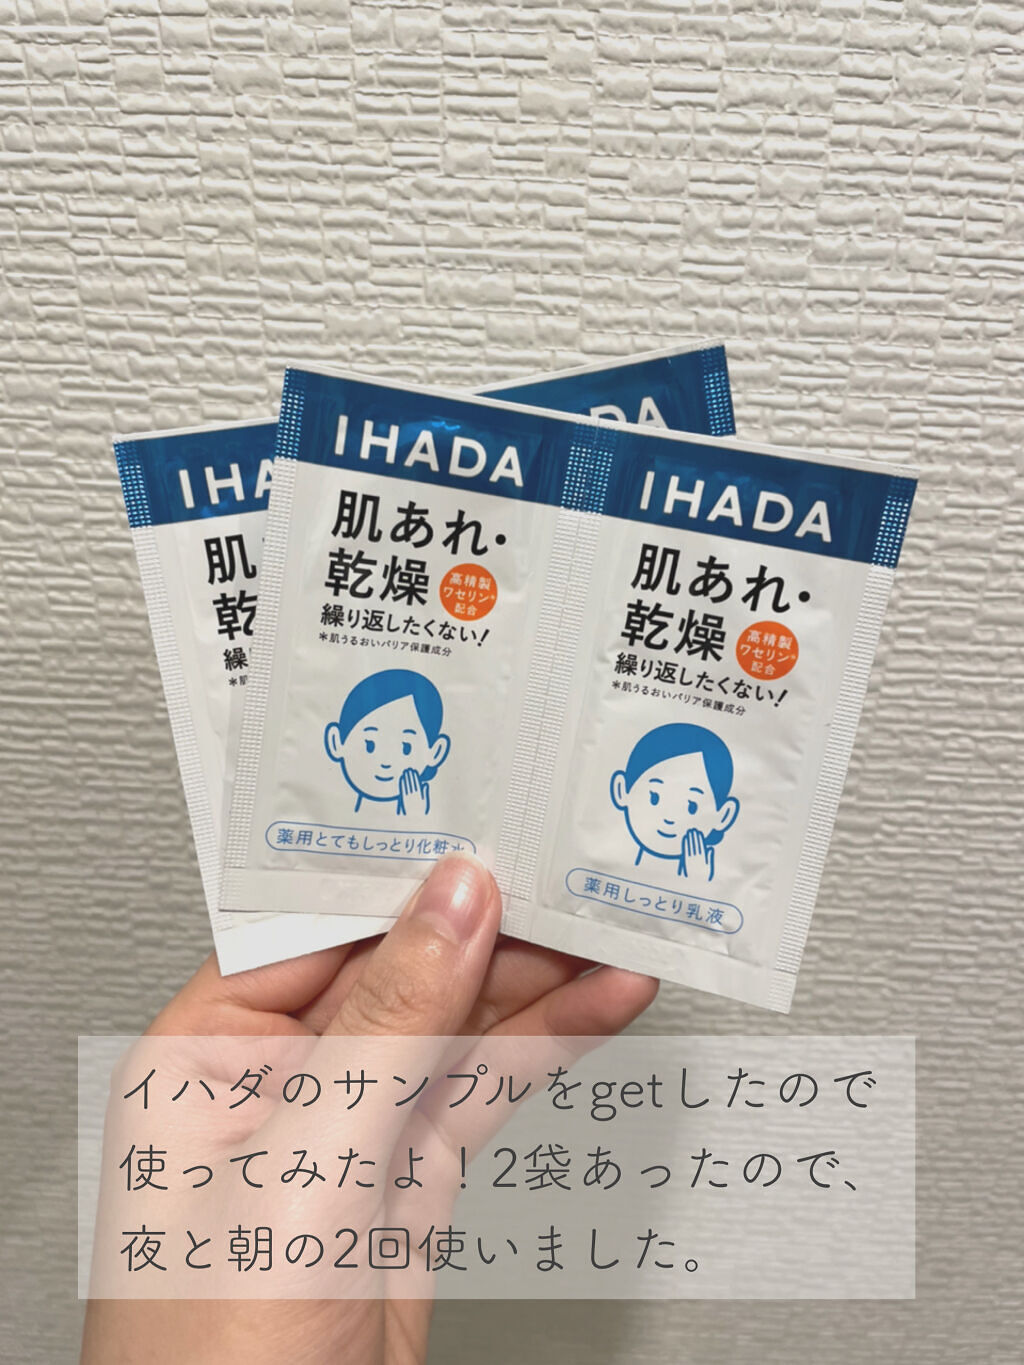 IHADA
肌あれ・
乾燥
高精製
ワセリン*
配合
繰り返したくない!
*肌うるおいバリア保護成分
薬用とてもしっとり化粧水
IHADA
肌あれ・
乾燥
高精製
ワセリン*
配合
繰り返したくない!
*肌うるおいバリア保護成分
薬用しっとり乳液
IHA
肌
乾
繰
*肌
DA
イハダのサンプルをgetしたので
使ってみたよ！2袋あったので、
夜と朝の2回使いました。